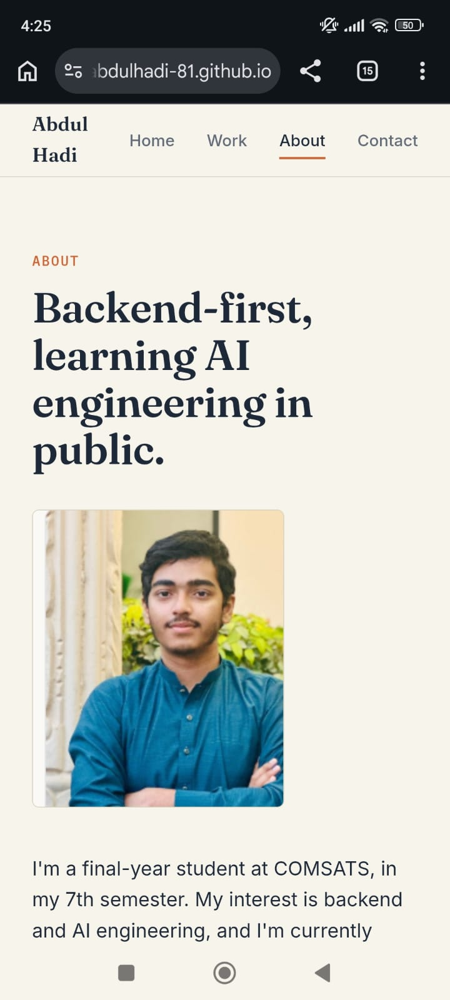 4:25
50
abdulhadi-81.github.io
15
Abdul
Hadi
Home Work About Contact
ABOUT
Backend-first,
learning AI
engineering in
public.
I'm a final-year student at COMSATS, in
my 7th semester. My interest is backend
and AI engineering, and I'm currently